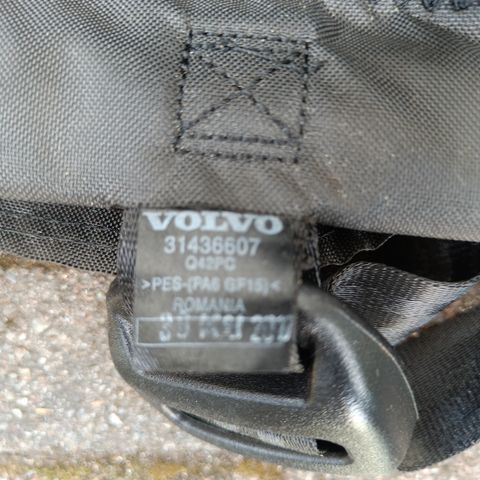 VOLVO
31436607
Q42PC
>PES-(PA6 GF15)<
ROMANIA